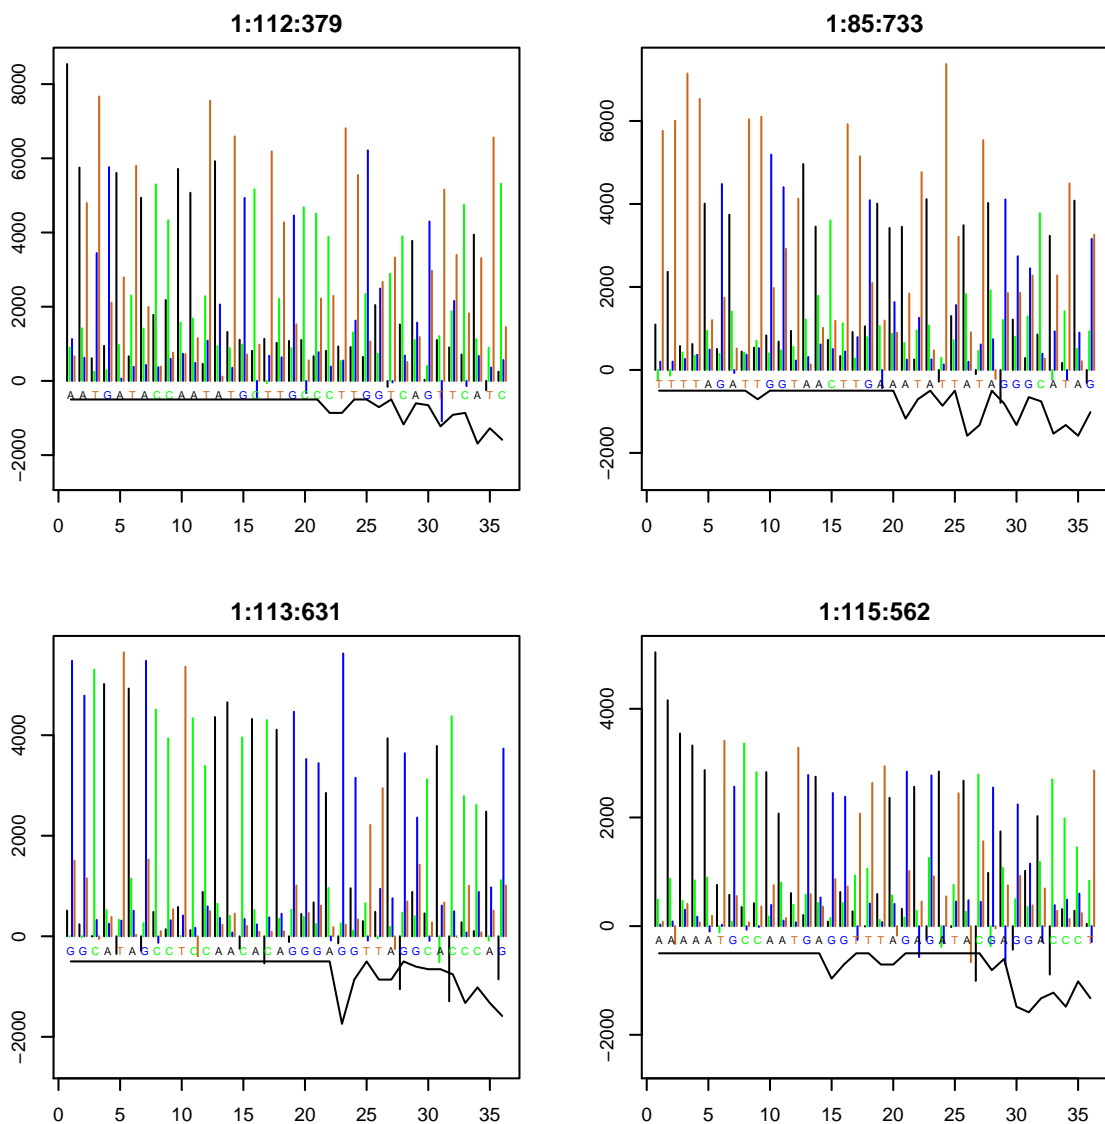 1:112:379
8000
6000
4000
2000
0
−2000
AATGATACCAATATGCTTGCCCTTGGTCAGTTCATC
0 5 10 15 20 25 30 35
1:85:733
6000
4000
2000
0
−2000
TTTTAGATTGGTAACTTGAAATATTATAGGGCATAG
0 5 10 15 20 25 30 35
1:113:631
4000
2000
0
−2000
GGCATAGCCTCCAACACAGGGAGGTTAGGCACCCAG
0 5 10 15 20 25 30 35
1:115:562
4000
2000
0
−2000
AAAAATGCCAATGAGGTTTAGAGATACGAGGACCCT
0 5 10 15 20 25 30 35